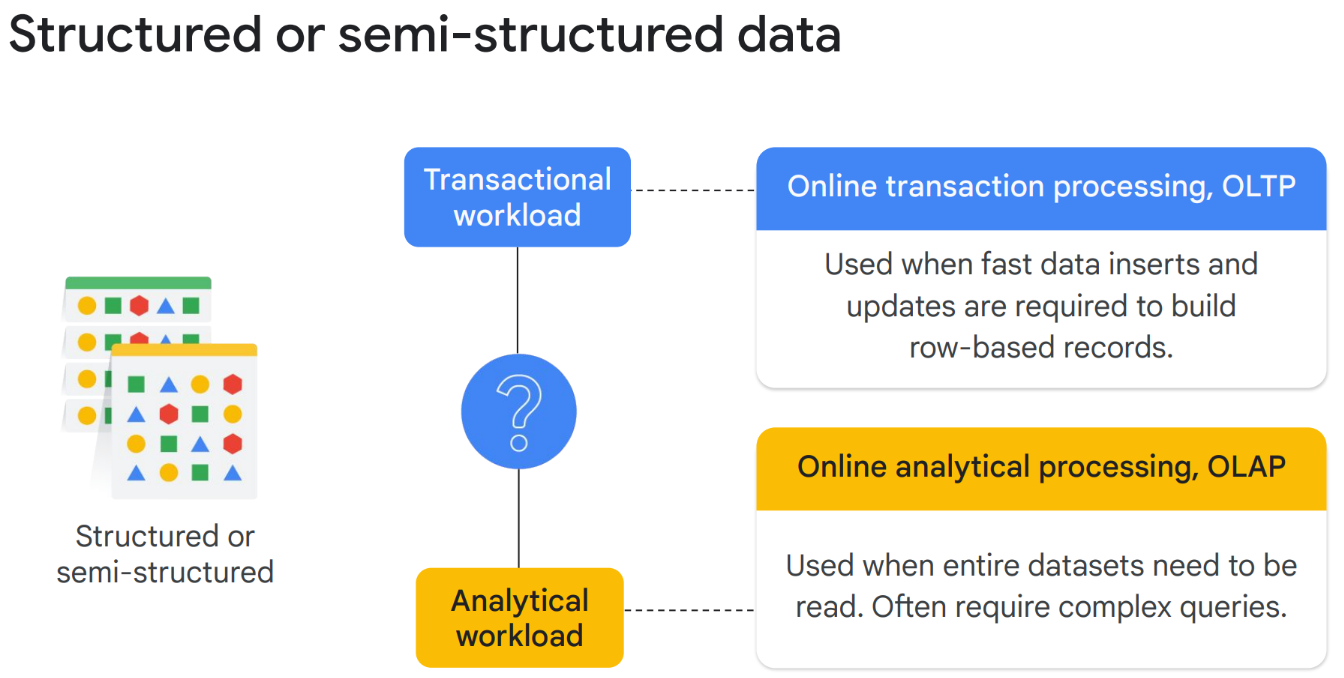 Structured or semi-structured data
Transactional
workload
Online transaction processing, OLTP
Used when fast data inserts and
updates are required to build
row-based records.
?
Structured or
semi-structured
Online analytical processing, OLAP
Used when entire datasets need to be
read. Often require complex queries.
Analytical
workload